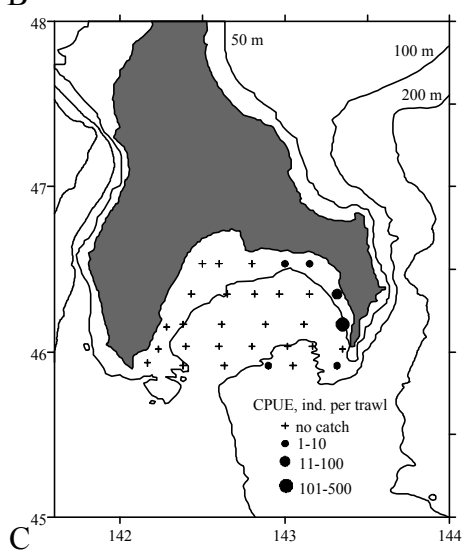 B
48
50 m
100 m
200 m
47
46
CPUE, ind. per trawl
no catch
1-10
11-100
101-500
45
142
143
144
C